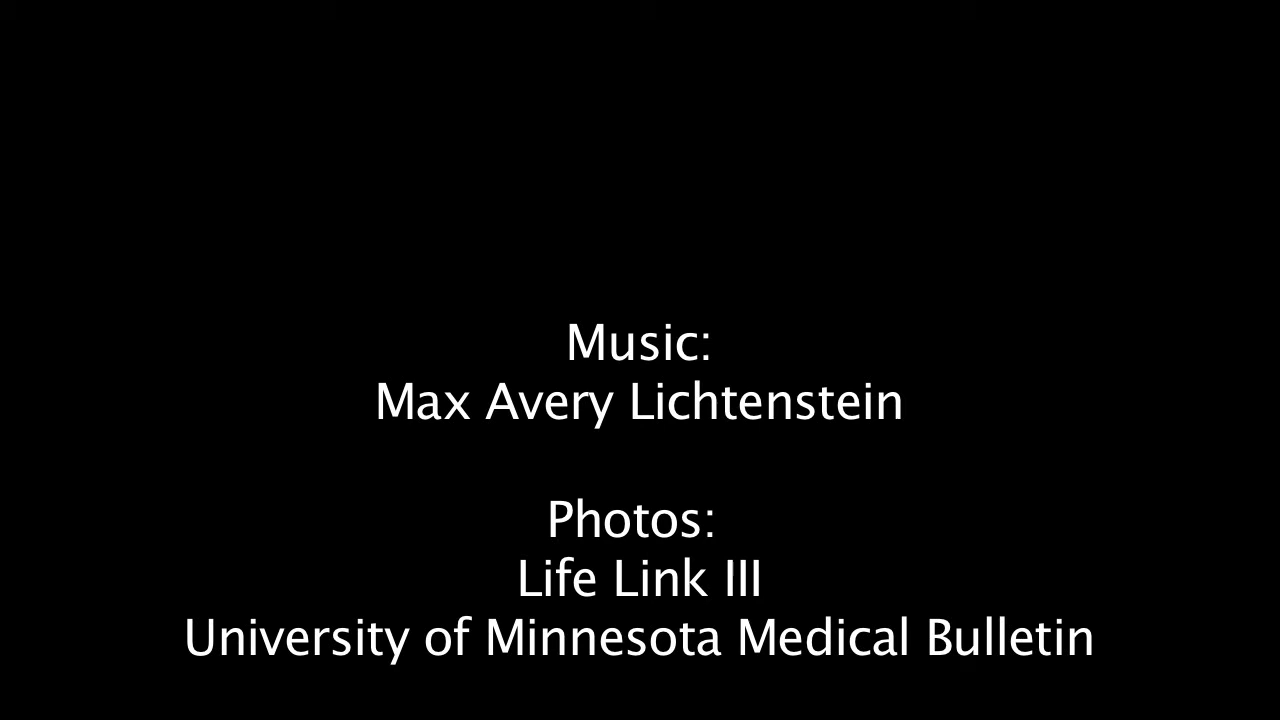 Music:
Max Avery Lichtenstein
Photos:
Life Link III
University of Minnesota Medical Bulletin